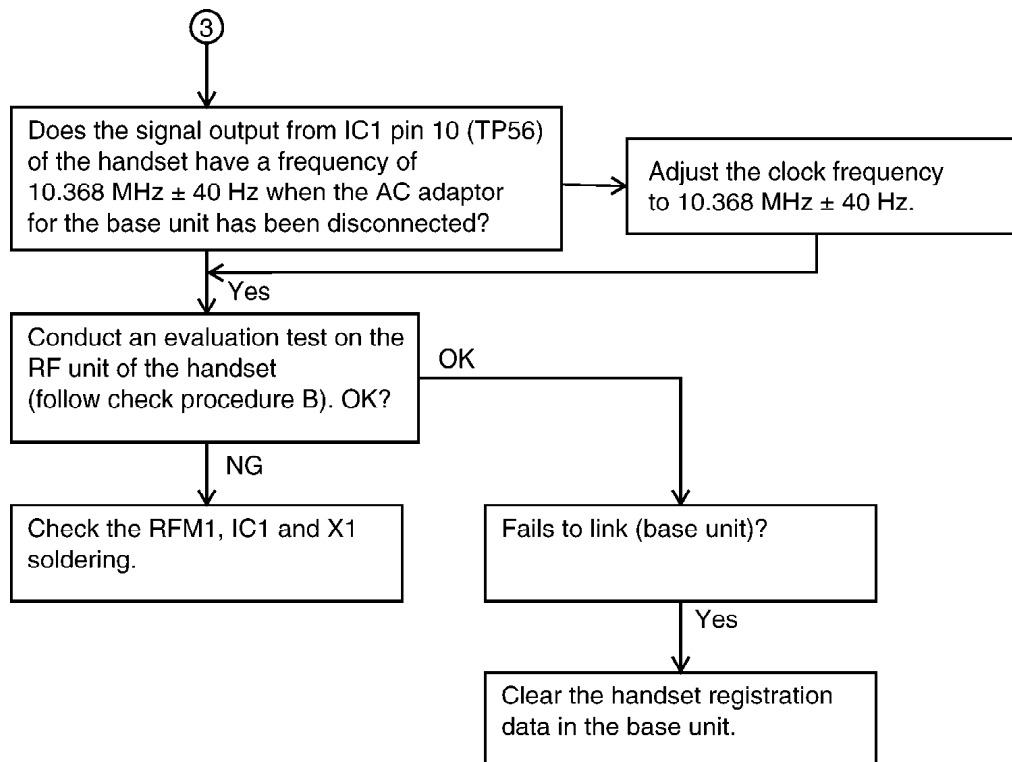 3
Does the signal output from IC1 pin 10 (TP56)
of the handset have a frequency of
10.368 MHz ± 40 Hz when the AC adaptor
for the base unit has been disconnected?
Adjust the clock frequency
to 10.368 MHz ± 40 Hz.
Yes
Conduct an evaluation test on the
RF unit of the handset
(follow check procedure B). OK?
OK
NG
Check the RFM1, IC1 and X1
soldering.
Fails to link (base unit)?
Yes
Clear the handset registration
data in the base unit.